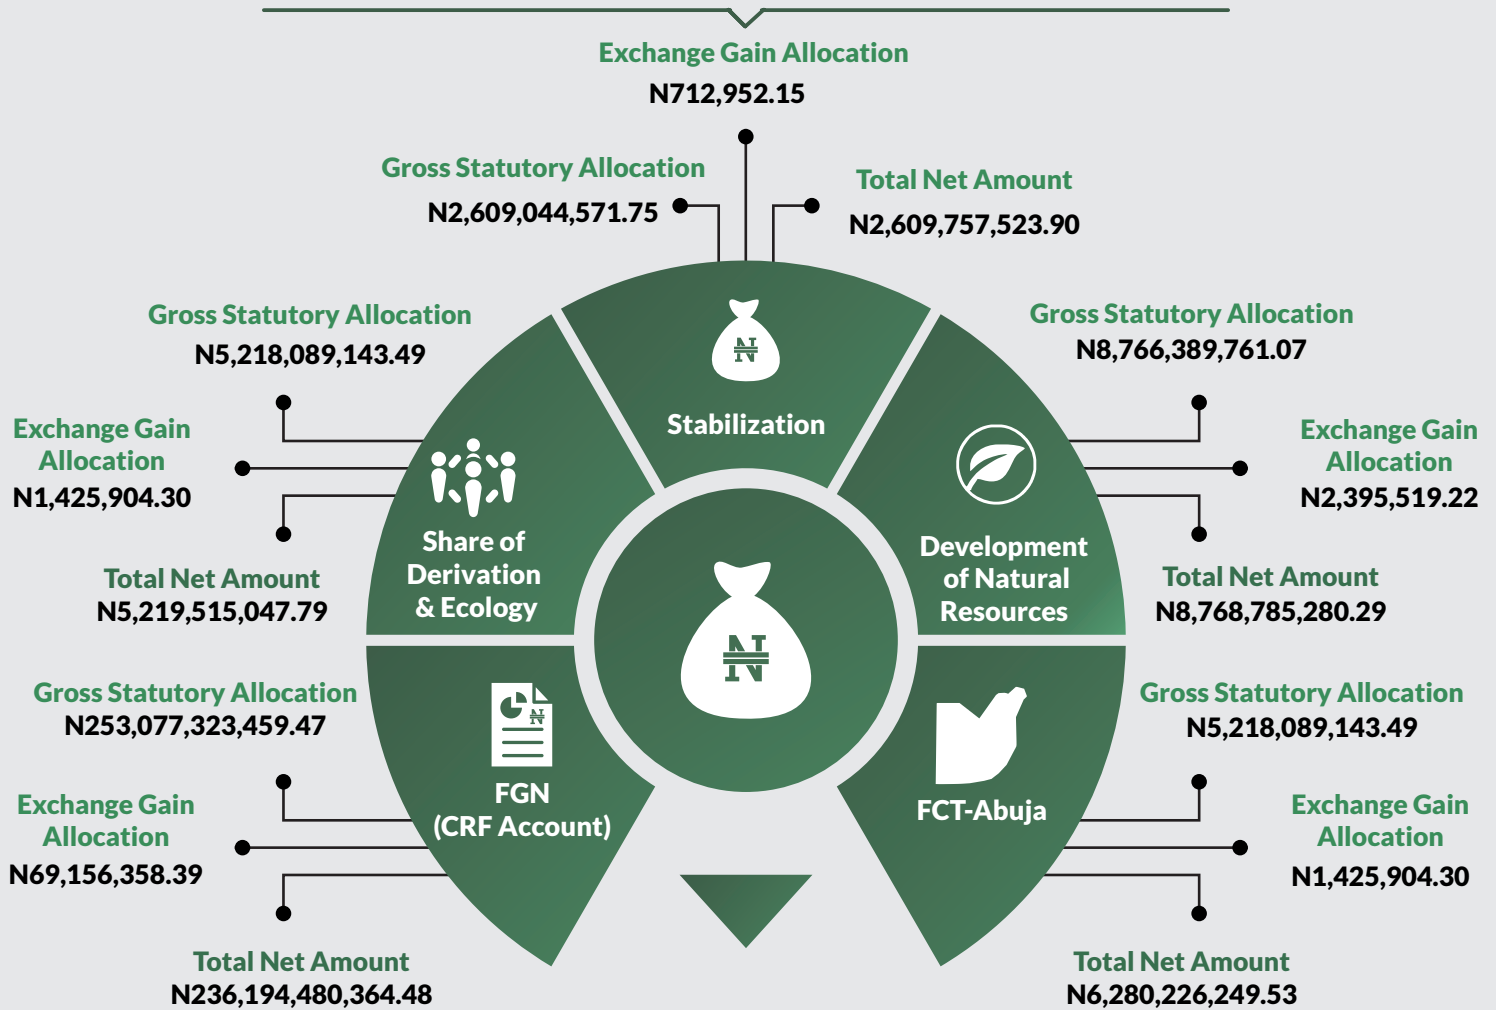 Exchange Gain Allocation
N712,952.15
Gross Statutory Allocation
N2,609,044,571.75
Total Net Amount
N2,609,757,523.90
Stabilization
Gross Statutory Allocation
N5,218,089,143.49
Exchange Gain
Allocation
N1,425,904.30
Total Net Amount
N5,219,515,047.79
Share of
Derivation
& Ecology
Gross Statutory Allocation
N8,766,389,761.07
Exchange Gain
Allocation
N2,395,519.22
Total Net Amount
N8,768,785,280.29
Development
of Natural
Resources
Gross Statutory Allocation
N253,077,323,459.47
Exchange Gain
Allocation
N69,156,358.39
Total Net Amount
N236,194,480,364.48
FGN
(CRF Account)
Gross Statutory Allocation
N5,218,089,143.49
Exchange Gain
Allocation
N1,425,904.30
Total Net Amount
N6,280,226,249.53
FCT-Abuja
₦
₦
₦